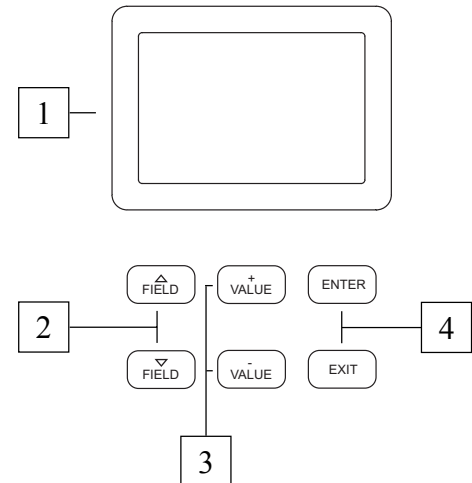 1
△ FIELD
+ VALUE
ENTER
2
4
▽ FIELD
- VALUE
EXIT
3